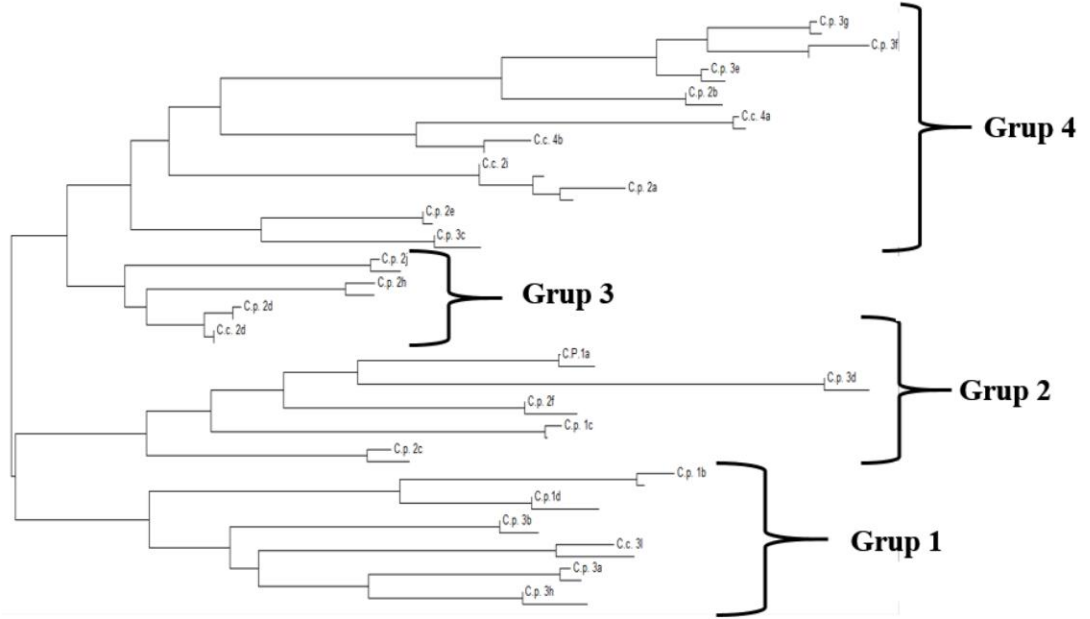 C.p. 3g
C.p. 3f
C.p. 3e
C.p. 2b
C.c. 4a
Grup 4
C.c. 4b
C.c. 2i
C.p. 2a
C.p. 2e
C.p. 3c
C.p. 2j
C.p. 2h
Grup 3
C.p. 2d
C.c. 2d
C.P.1a
C.p. 3d
Grup 2
C.p. 2f
C.p. 1c
C.p. 2c
C.p. 1b
C.p.1d
C.p. 3b
Grup 1
C.c. 3l
C.p. 3a
C.p. 3h